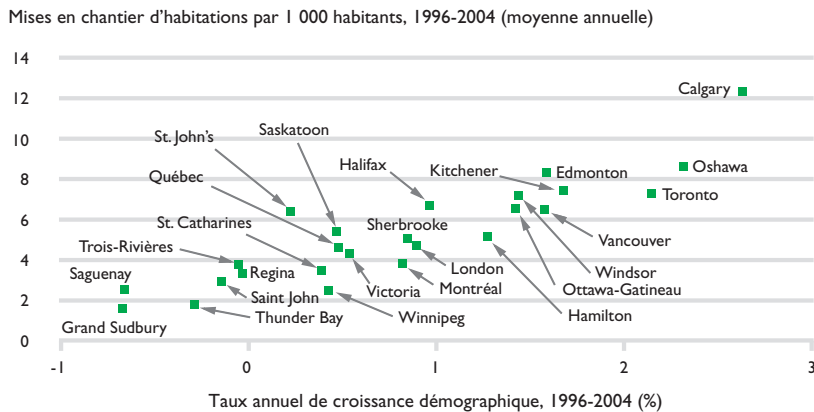 Mises en chantier d'habitations par 1 000 habitants, 1996-2004 (moyenne annuelle)
14
12
10
8
6
4
2
0
Calgary
Saskatoon
St. John's
Halifax
Kitchener
Edmonton
Oshawa
Québec
Toronto
St. Catharines
Sherbrooke
Vancouver
Trois-Rivières
Saguenay
Regina
London
Windsor
Saint John
Victoria
Montréal
Ottawa-Gatineau
Grand Sudbury
Thunder Bay
Winnipeg
Hamilton
-1 0 1 2 3
Taux annuel de croissance démographique, 1996-2004 (%)